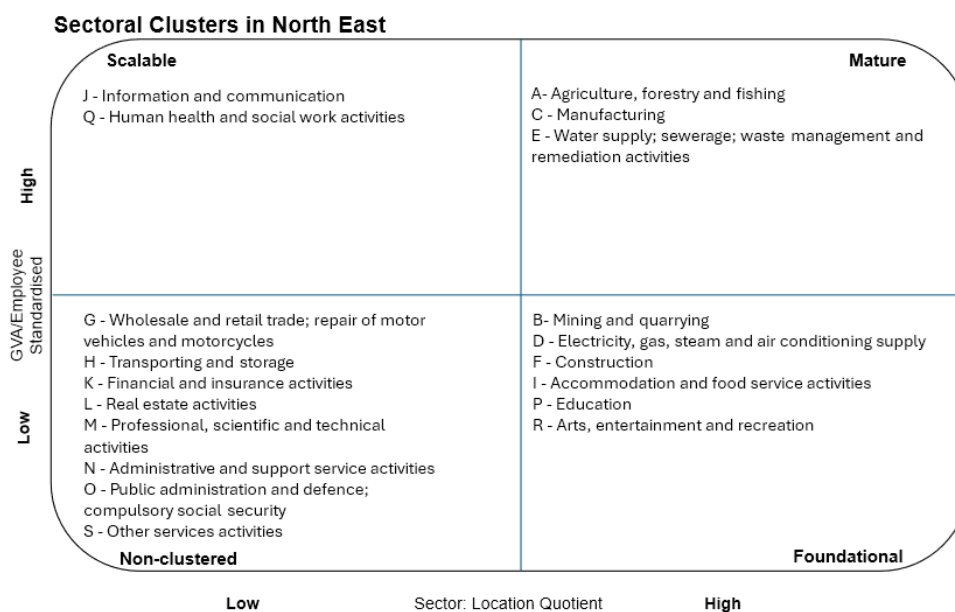 Sectoral Clusters in North East
Scalable
J - Information and communication
Q - Human health and social work activities
Mature
A- Agriculture, forestry and fishing
C - Manufacturing
E - Water supply; sewerage; waste management and
remediation activities
High
GVA/Employee
Standardised
Low
G - Wholesale and retail trade; repair of motor
vehicles and motorcycles
H - Transporting and storage
K - Financial and insurance activities
L - Real estate activities
M - Professional, scientific and technical
activities
N - Administrative and support service activities
O - Public administration and defence;
compulsory social security
S - Other services activities
Non-clustered
B- Mining and quarrying
D - Electricity, gas, steam and air conditioning supply
F - Construction
I - Accommodation and food service activities
P - Education
R - Arts, entertainment and recreation
Foundational
Low
Sector: Location Quotient
High